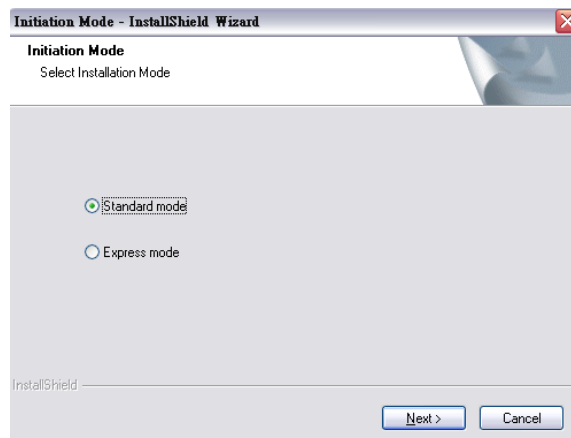 Initiation Mode - InstallShield Wizard
Initiation Mode
Select Installation Mode
Standard mode
Express mode
InstallShield
Next >
Cancel